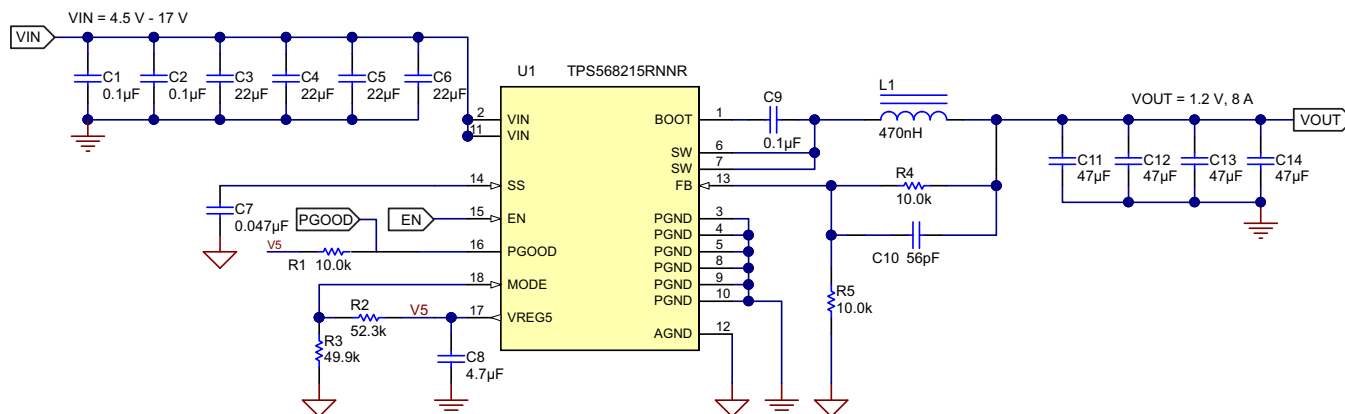 VIN = 4.5 V - 17 V
VIN
C1
0.1µF
C2
0.1µF
C3
22µF
C4
22µF
C5
22µF
C6
22µF
U1 TPS568215RNNR
2 VIN
11 VIN
14 SS
15 EN
16 PGOOD
18 MODE
17 VREG5
BOOT 1
SW 6
SW 7
FB 13
PGND 3
PGND 4
PGND 5
PGND 8
PGND 9
PGND 10
AGND 12
C7
0.047µF
PGOOD
EN
V5
R1 10.0k
R2
52.3k
V5
R3
49.9k
C8
4.7µF
C9
0.1µF
L1
470nH
R4
10.0k
C10 56pF
R5
10.0k
VOUT = 1.2 V, 8 A
VOUT
C11
47µF
C12
47µF
C13
47µF
C14
47µF